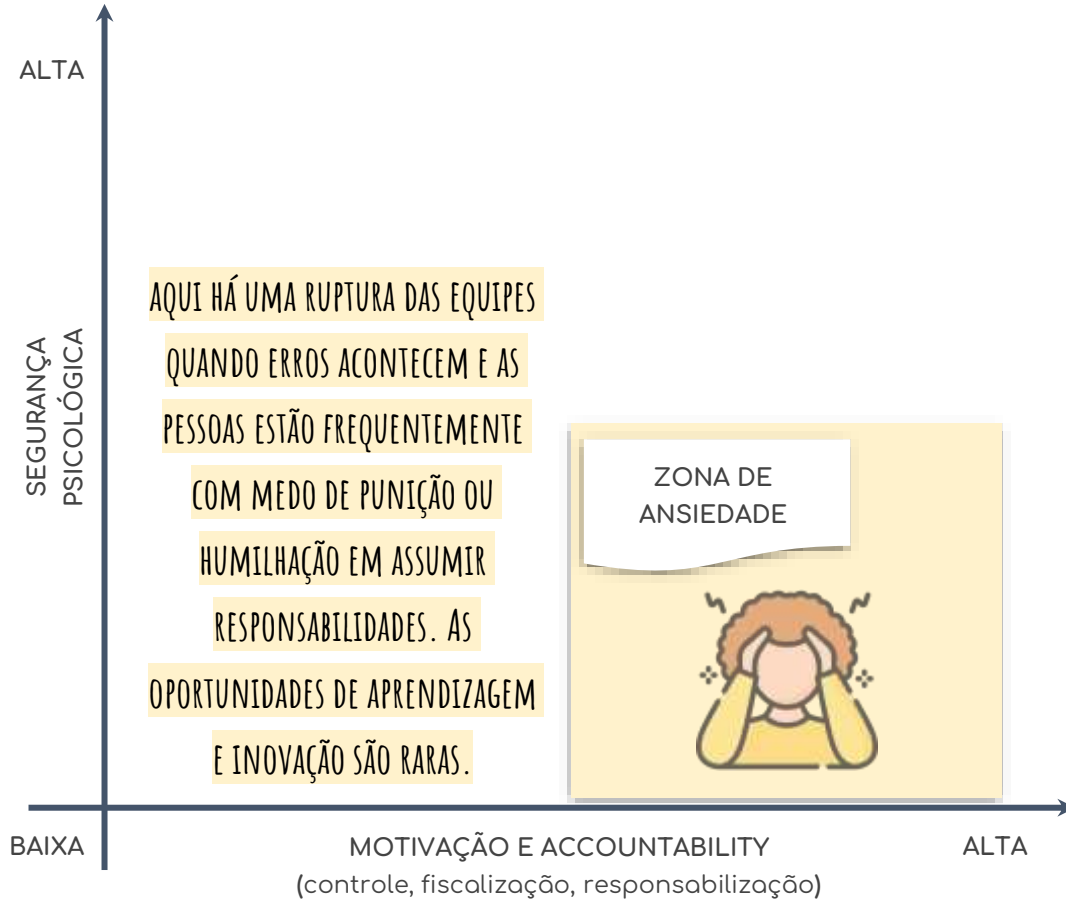 ALTA
SEGURANÇA
PSICOLÓGICA
AQUI HÁ UMA RUPTURA DAS EQUIPES
QUANDO ERROS ACONTECEM E AS
PESSOAS ESTÃO FREQUENTEMENTE
COM MEDO DE PUNIÇÃO OU
HUMILHAÇÃO EM ASSUMIR
RESPONSABILIDADES. AS
OPORTUNIDADES DE APRENDIZAGEM
E INOVAÇÃO SÃO RARAS.
ZONA DE
ANSIEDADE
BAIXA
MOTIVAÇÃO E ACCOUNTABILITY
(controle, fiscalização, responsabilização)
ALTA